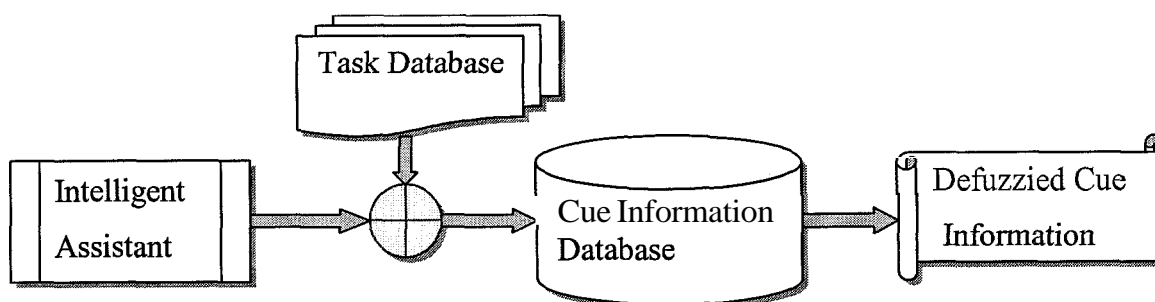 Task Database
Intelligent
Assistant
Cue Information
Database
Defuzzied Cue
Information